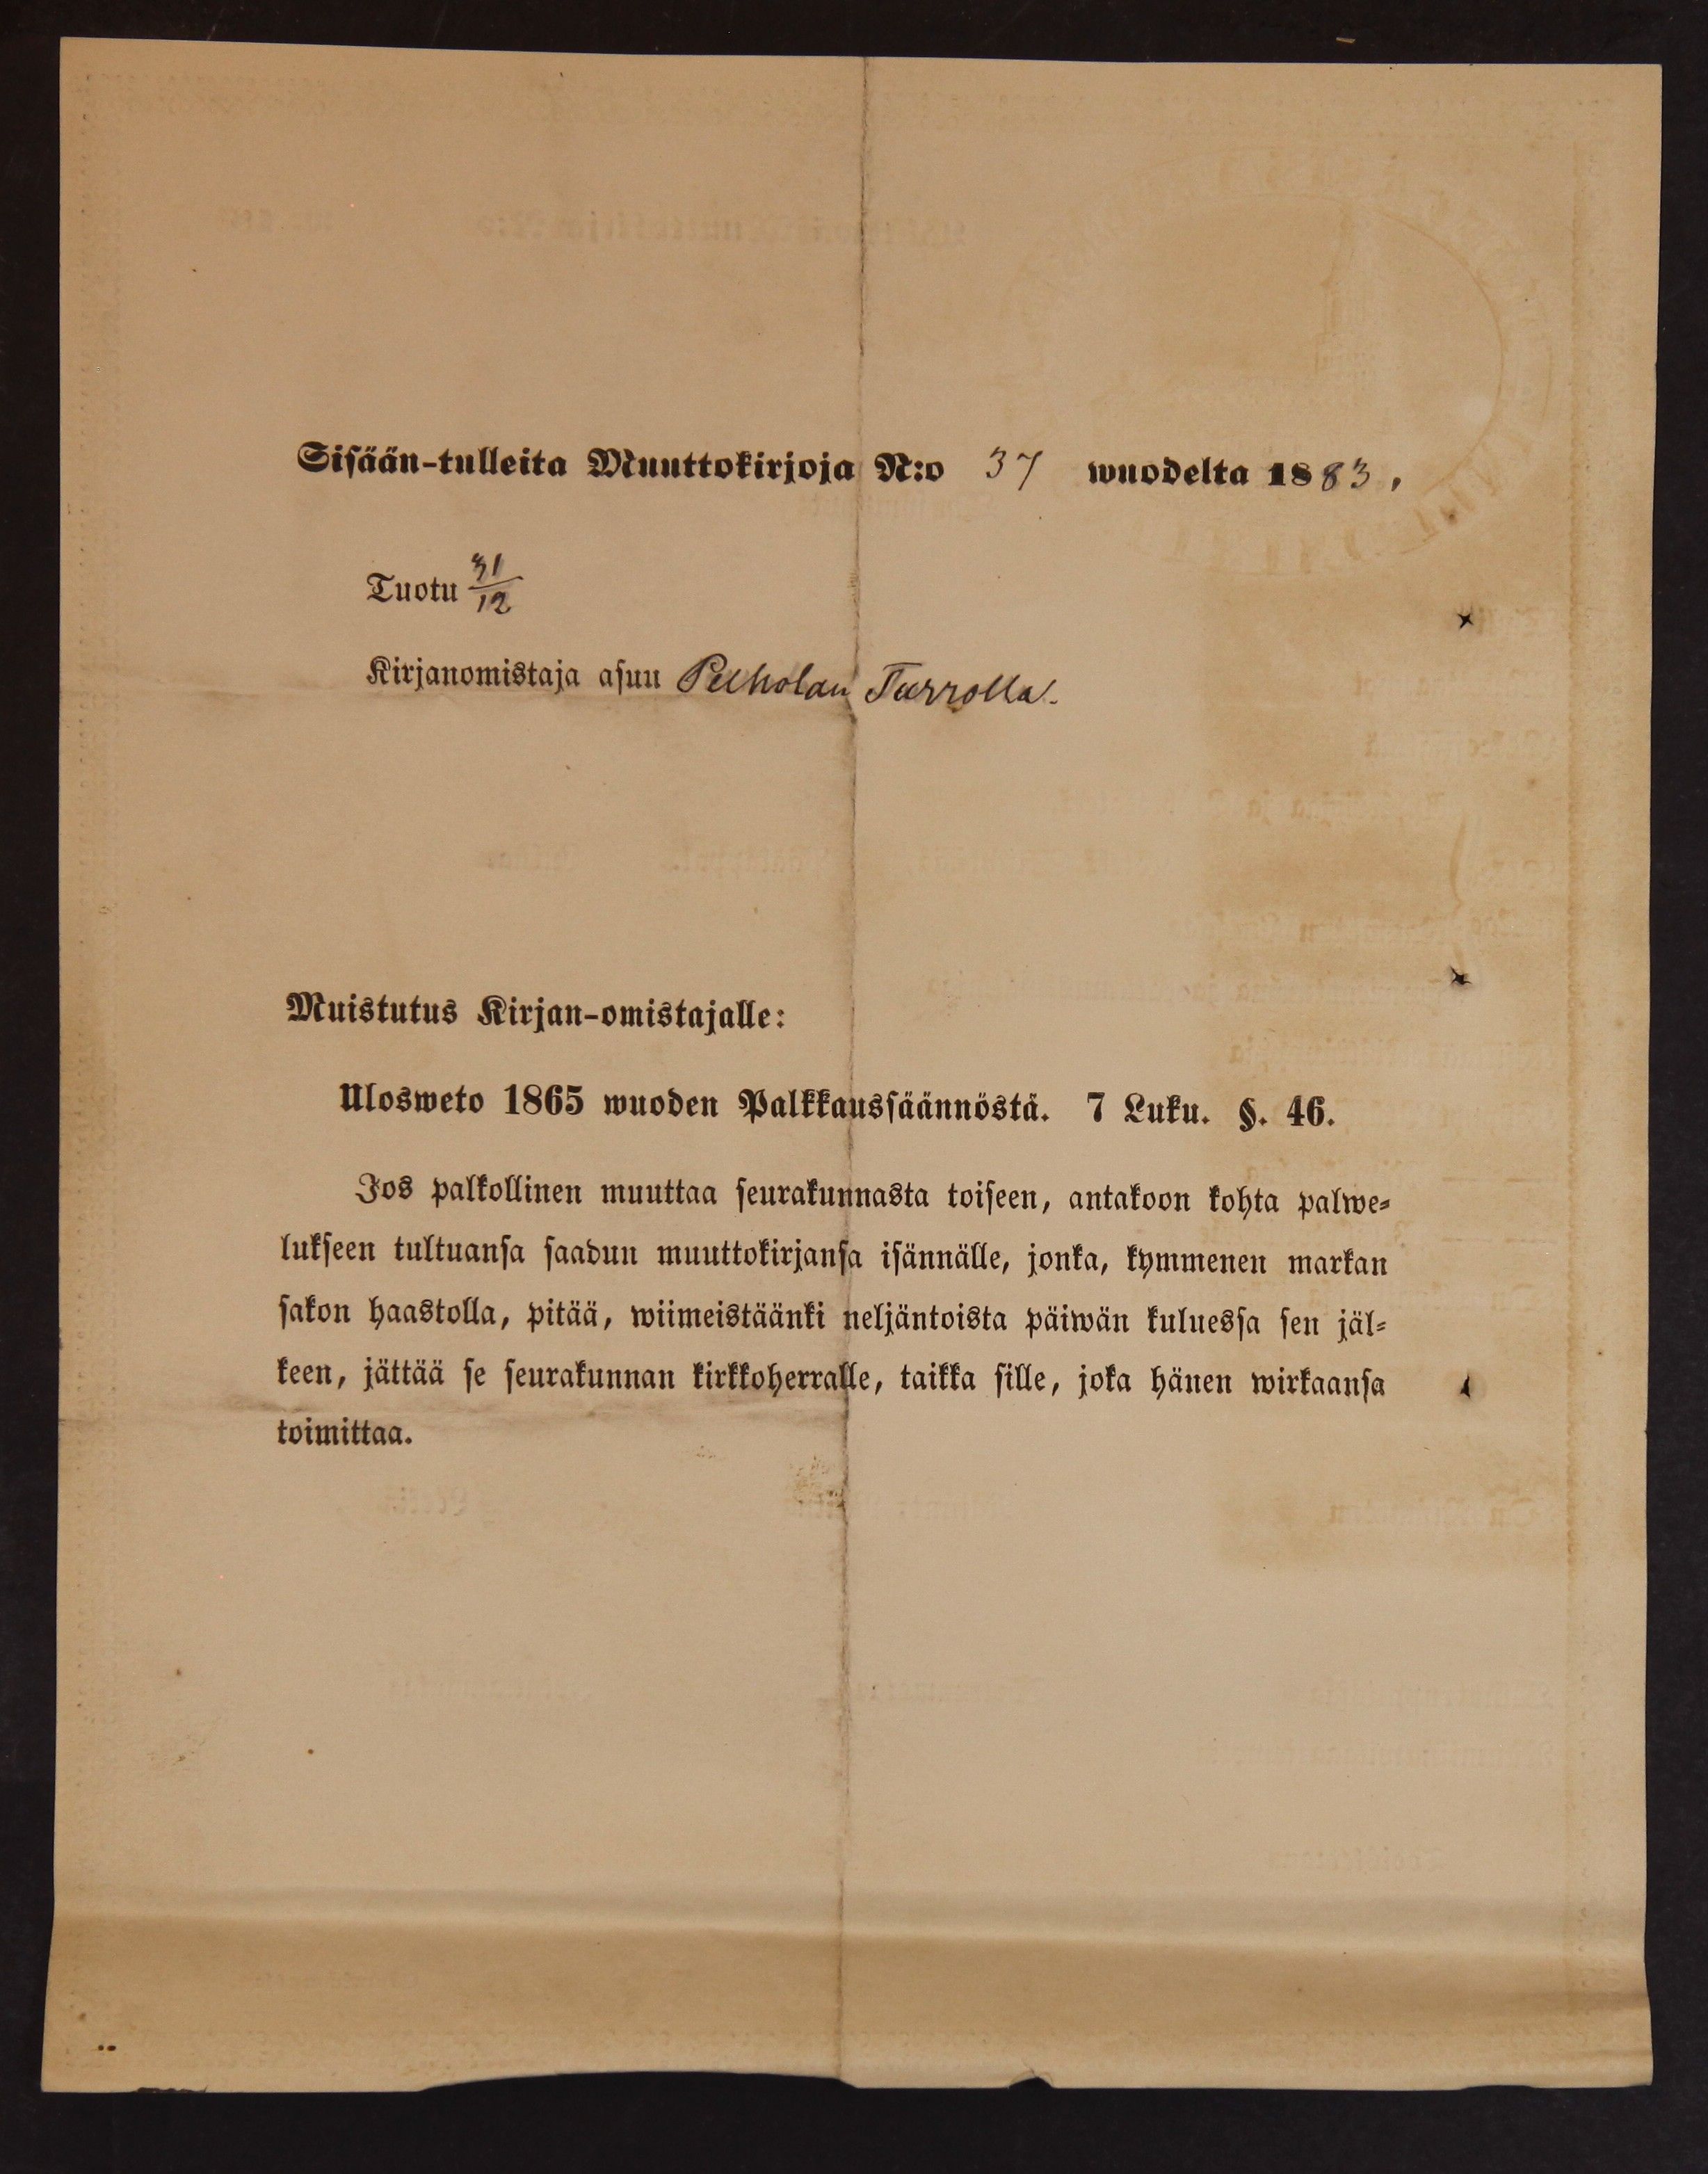 Sisään-tulleita Muuttokirjoja N:o 37 wuodelta 1883,
Tuotu 31/12
Kirjanomistaja asuu Pelholan Turrolla.
Muistutus Kirjan-omistajalle:
Ulosweto 1865 wuoden Palkkaussäännöstä. 7 Luku. §. 46.
Jos palkollinen muuttaa seurakunnasta toiseen, antakoon kohta palwe-
lukseen tultuansa saadun muuttokirjansa isännälle, jonka, kymmenen markan
sakon haastolla, pitää, wiimeistäänki neljäntoista päiwän kuluessa sen jäl-
keen, jättää se seurakunnan kirkkoherralle, taikka sille, joka hänen wirkaansa
toimittaa.